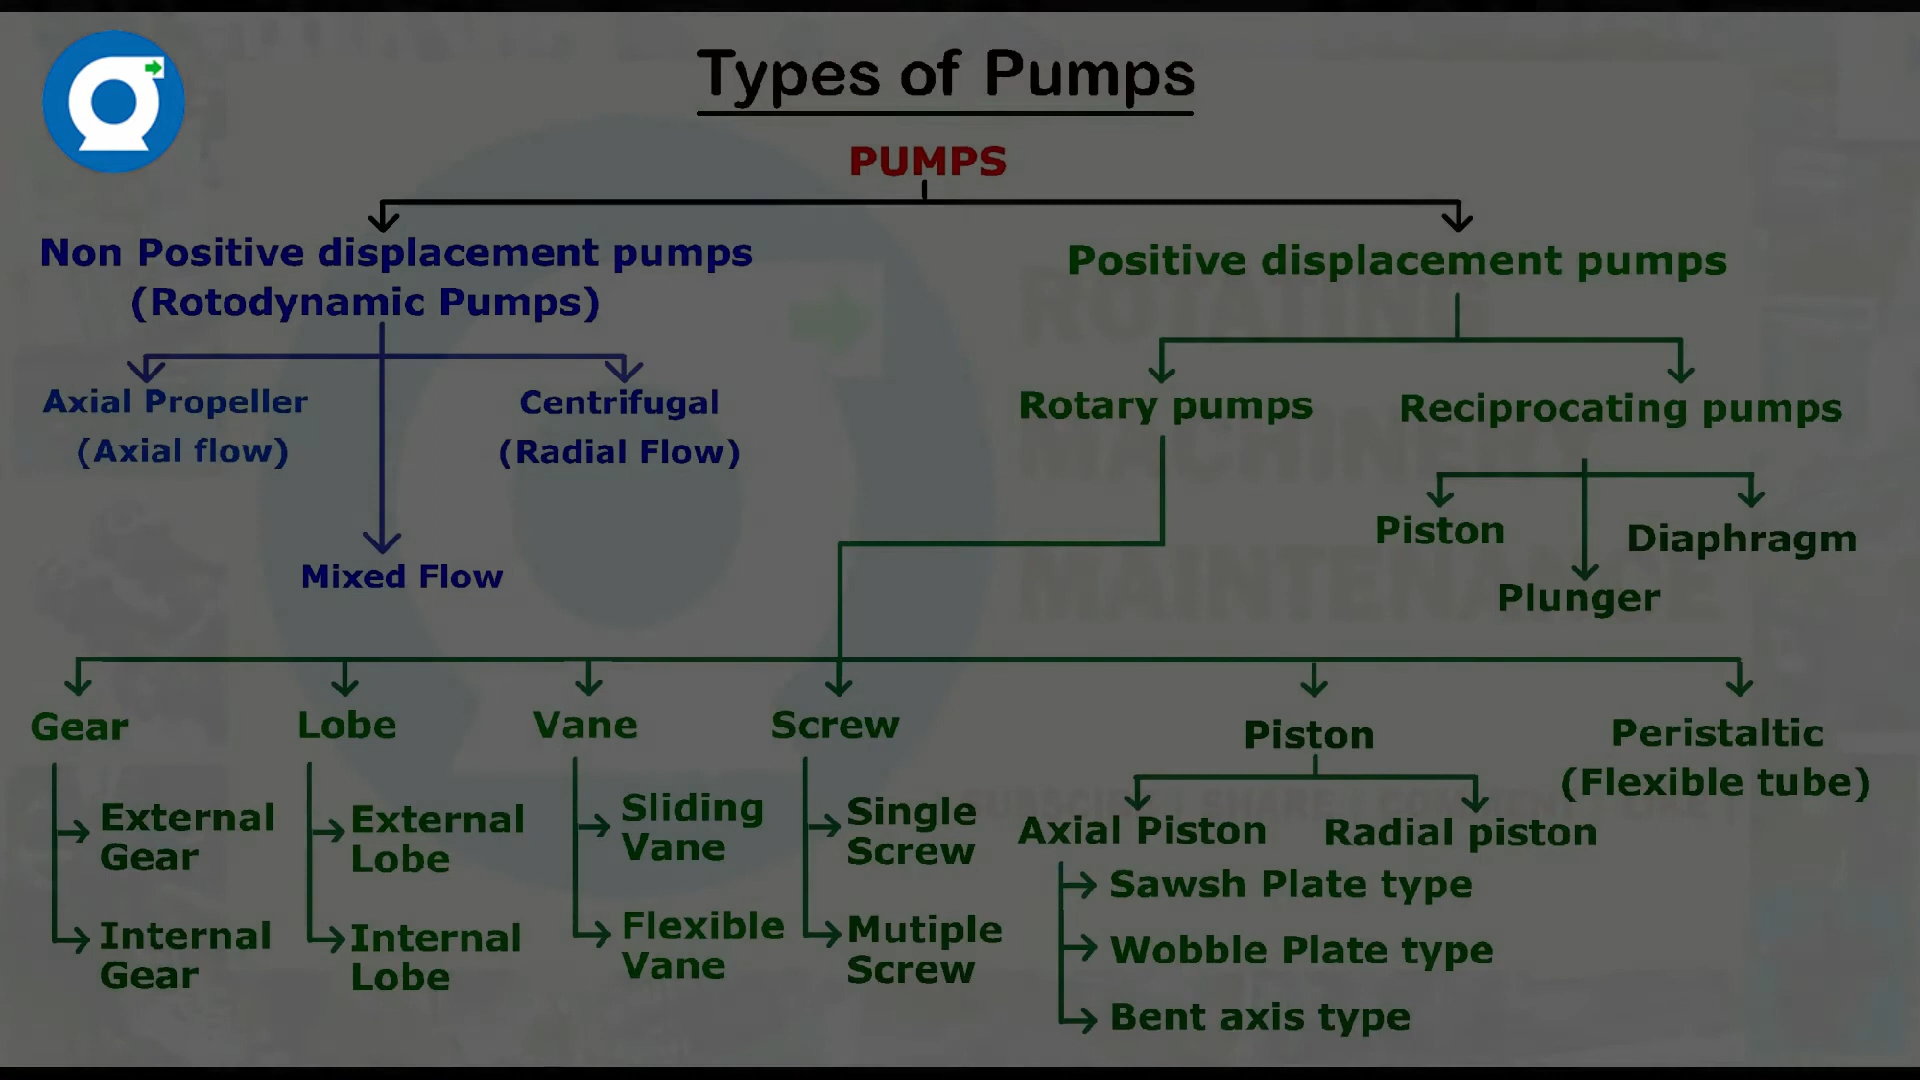 Types of Pumps
PUMPS
Non Positive displacement pumps
(Rotodynamic Pumps)
Positive displacement pumps
Axial Propeller
(Axial flow)
Centrifugal
(Radial Flow)
Mixed Flow
Rotary pumps
Reciprocating pumps
Piston
Diaphragm
Plunger
ROTATING
MACHINERY
MAINTENANCE
Gear
Lobe
Vane
Screw
Piston
Peristaltic
(Flexible tube)
External
Gear
Internal
Gear
External
Lobe
Internal
Lobe
Sliding
Vane
Flexible
Vane
Single
Screw
Mutiple
Screw
Axial Piston
Radial piston
Sawsh Plate type
Wobble Plate type
Bent axis type